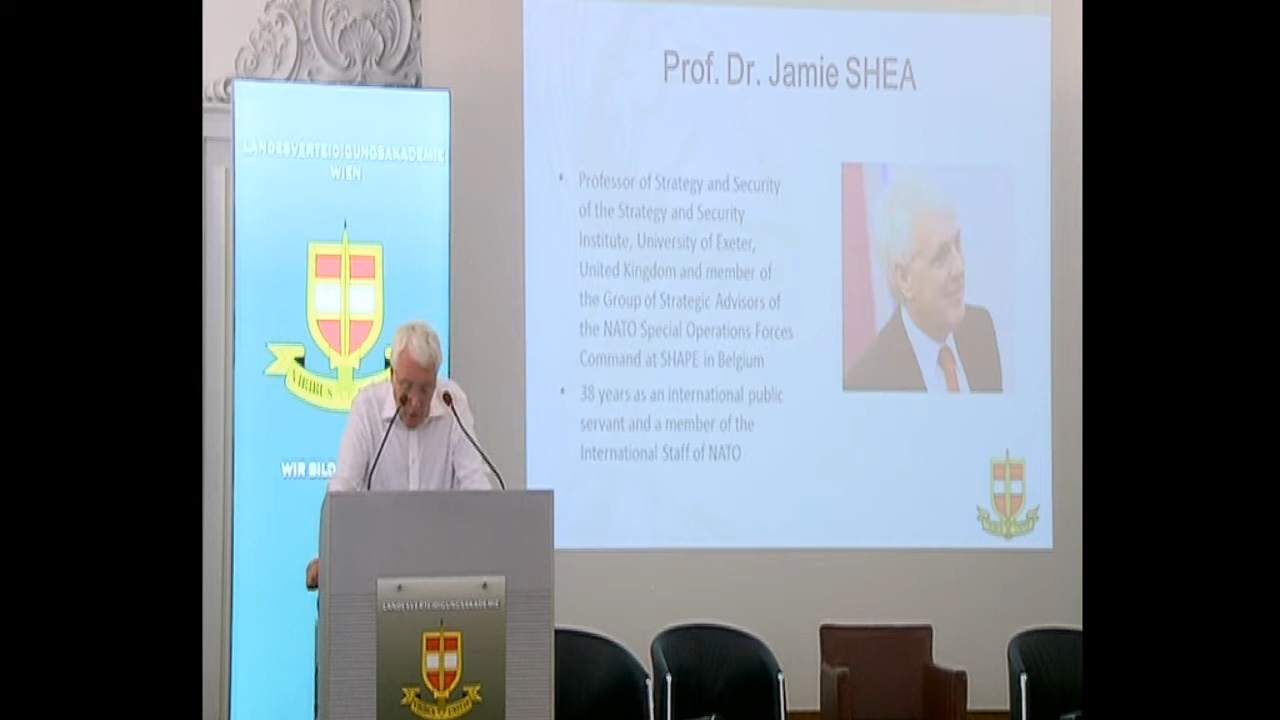 LANDESVERTEIDIGUNGSAKADEMIE
WIEN
VIRIBUS
WIR BILD
Prof. Dr. Jamie SHEA
• Professor of Strategy and Security
of the Strategy and Security
Institute, University of Exeter,
United Kingdom and member of
the Group of Strategic Advisors of
the NATO Special Operations Forces
Command at SHAPE in Belgium
• 38 years as an international public
servant and a member of the
International Staff of NATO
LANDESVERTEIDIGUNGSAKADEMIE